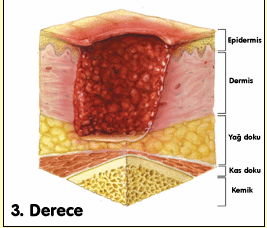 Epidermis
Dermis
Yağ doku
Kas doku
Kemik
3. Derece